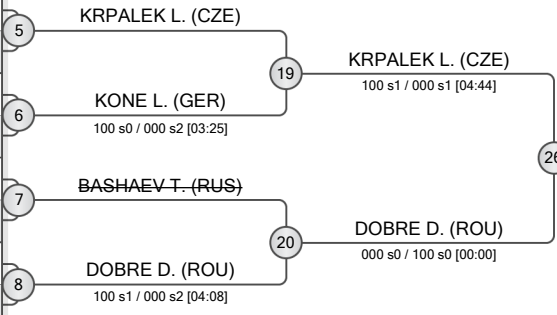 KRPALEK L. (CZE)
5
19
KRPALEK L. (CZE)
100 s1 / 000 s1 [04:44]
KONE L. (GER)
6
100 s0 / 000 s2 [03:25]
26
BASHAEV T. (RUS)
7
20
DOBRE D. (ROU)
000 s0 / 100 s0 [00:00]
DOBRE D. (ROU)
8
100 s1 / 000 s2 [04:08]